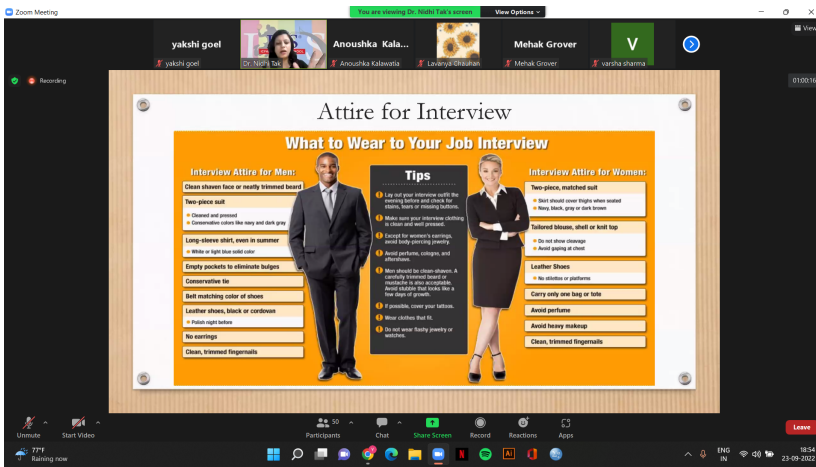 Zoom Meeting
You are viewing Dr. Nidhi Tak's screen
View Options
View
yakshi goel
Anoushka Kala...
Mehak Grover
V
yakshi goel
Dr. Nidhi Tak
Anoushka Kalawatia
Lavanya Chauhan
Mehak Grover
varsha sharma
Recording
01:00:16
Attire for Interview
What to Wear to Your Job Interview
Interview Attire for Men:
Clean shaven face or neatly trimmed beard
Two-piece suit
Cleaned and pressed
Conservative colors like navy and dark gray
Long-sleeve shirt, even in summer
White or light blue solid color
Empty pockets to eliminate bulges
Conservative tie
Belt matching color of shoes
Leather shoes, black or cordovan
Polish night before
No earrings
Clean, trimmed fingernails
Tips
Lay out your interview outfit the
evening before and check for
stains, tears or missing buttons.
Make sure your interview clothing
is clean and well pressed.
Except for women's earrings,
avoid body-piercing jewelry.
Avoid perfume, cologne, and
aftershave.
Men should be clean-shaven. A
carefully trimmed beard or
mustache is also acceptable.
Avoid stubble that looks like a
few days of growth.
If possible, cover your tattoos.
Wear clothes that fit.
Do not wear flashy jewelry or
watches.
Interview Attire for Women:
Two-piece, matched suit
Skirt should cover thighs when seated
Navy, black, gray or dark brown
Tailored blouse, shell or knit top
Do not show cleavage
Avoid gaping at chest
Leather Shoes
No stilettos or platforms
Carry only one bag or tote
Avoid perfume
Avoid heavy makeup
Clean, trimmed fingernails
Unmute
Start Video
50
Participants
Chat
Share Screen
Record
Reactions
Apps
Leave
77°F
Raining now
Ai
ENG
IN
18:54
23-09-2022